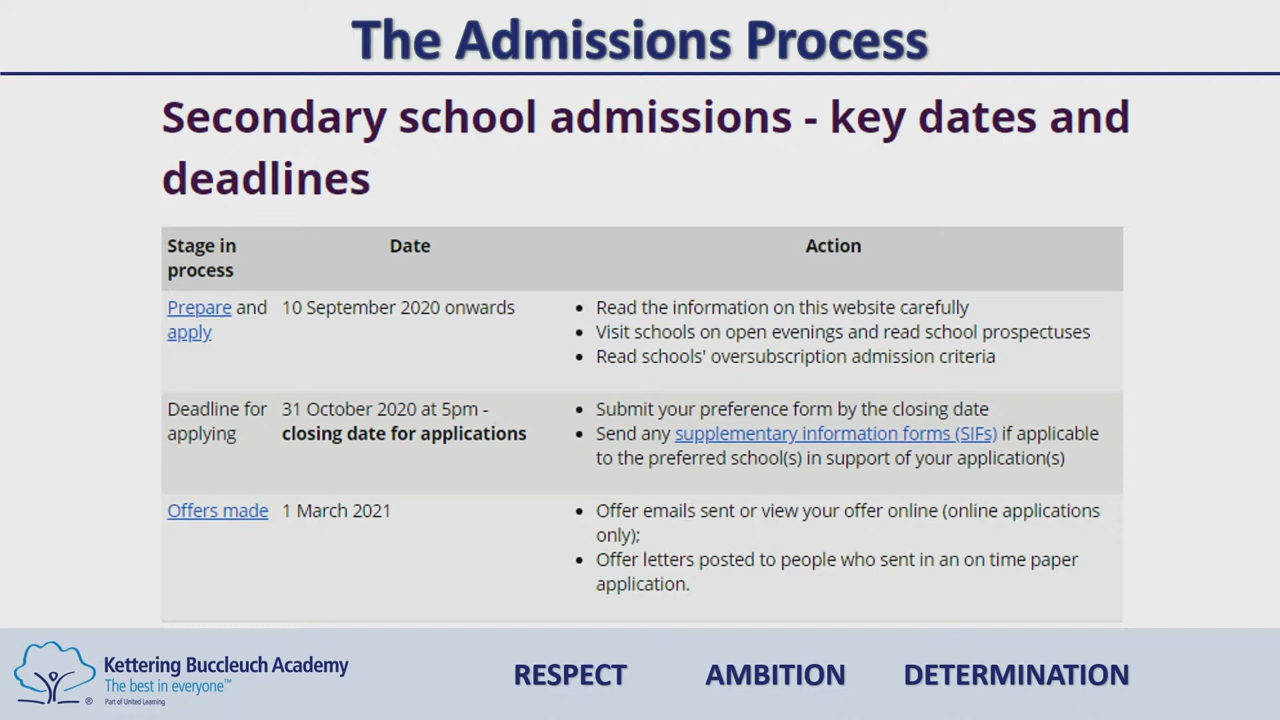 The Admissions Process
Secondary school admissions - key dates and
deadlines
Stage in
process
Date
Action
Prepare and
apply
10 September 2020 onwards
• Read the information on this website carefully
• Visit schools on open evenings and read school prospectuses
• Read schools' oversubscription admission criteria
Deadline for
applying
31 October 2020 at 5pm -
closing date for applications
• Submit your preference form by the closing date
• Send any supplementary information forms (SIFs) if applicable
to the preferred school(s) in support of your application(s)
Offers made
1 March 2021
• Offer emails sent or view your offer online (online applications
only);
• Offer letters posted to people who sent in an on time paper
application.
Kettering Buccleuch Academy
The best in everyone™
® Part of United Learning
RESPECT AMBITION DETERMINATION